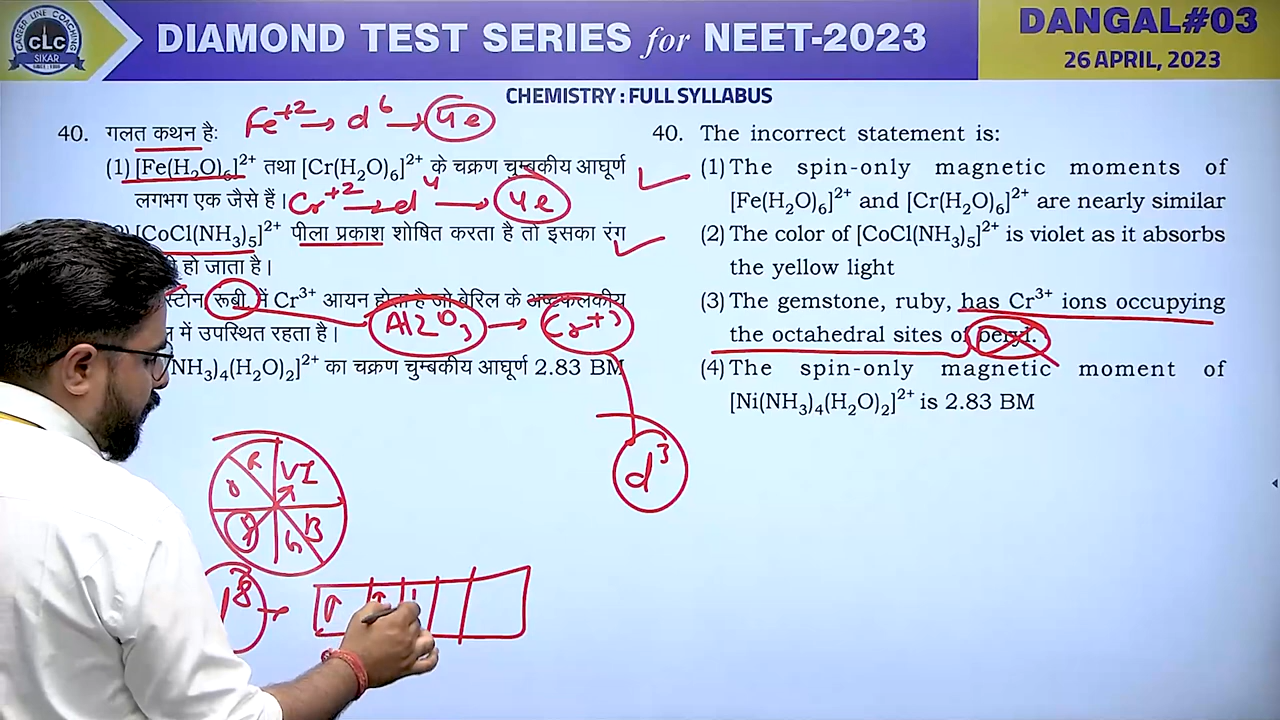 CAREER LINE COACHING
CLC
SIKAR
DIAMOND TEST SERIES for NEET-2023
DANGAL#03
26 APRIL, 2023
CHEMISTRY : FULL SYLLABUS
40. गलत कथन है:
Fe+2 → d6 → 4e
(1) [Fe(H₂O)₆]²⁺ तथा [Cr(H₂O)₆]²⁺ के चक्रण चुम्बकीय आघूर्ण
लगभग एक जैसे हैं।
Cr+2 → d4 → 4e
[CoCl(NH₃)₅]²⁺ पीला प्रकाश शोषित करता है तो इसका रंग
हो जाता है।
रूबी में Cr³⁺ आयन होता है जो बेरिल के अष्टफलकीय
में उपस्थित रहता है।
Al2O3 → Cr+3
(NH₃)₄(H₂O)₂]²⁺ का चक्रण चुम्बकीय आघूर्ण 2.83 BM
d3
R
VI
O
Y
B
G
8
40. The incorrect statement is:
(1) The spin-only magnetic moments of
[Fe(H₂O)₆]²⁺ and [Cr(H₂O)₆]²⁺ are nearly similar
(2) The color of [CoCl(NH₃)₅]²⁺ is violet as it absorbs
the yellow light
(3) The gemstone, ruby, has Cr³⁺ ions occupying
the octahedral sites of beryl.
(4) The spin-only magnetic moment of
[Ni(NH₃)₄(H₂O)₂]²⁺ is 2.83 BM